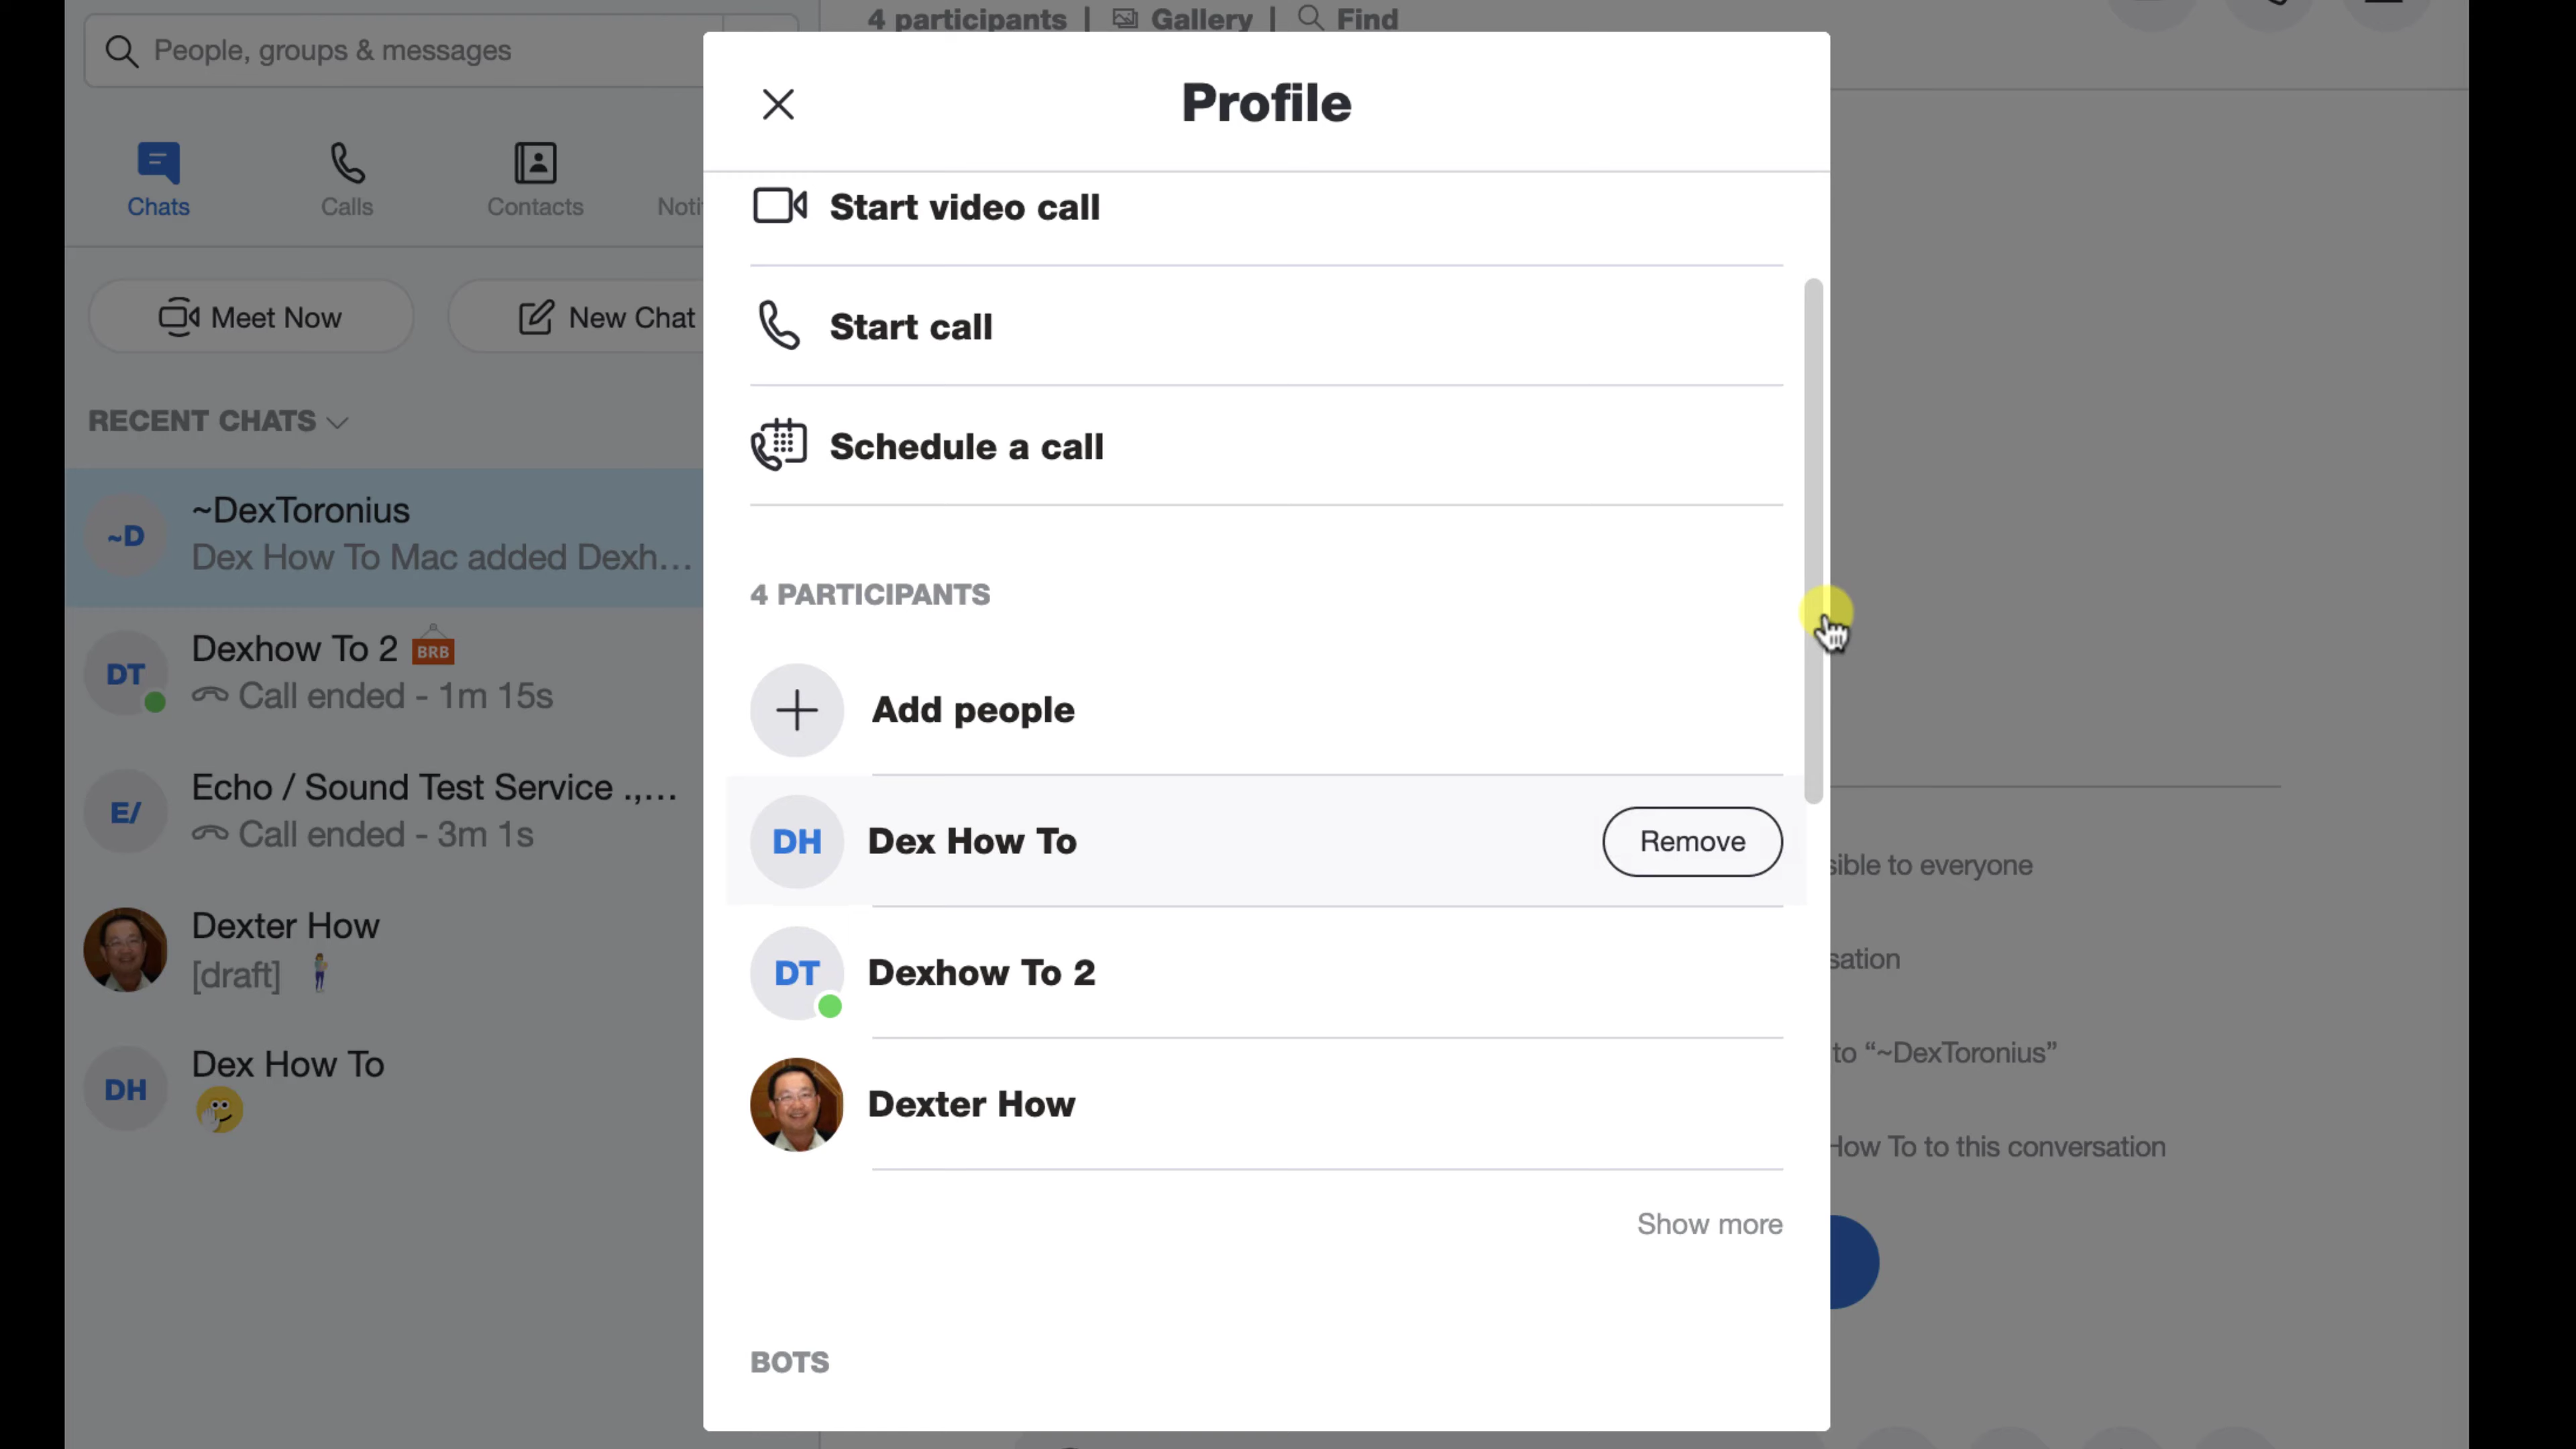 People, groups & messages
4 participants | Gallery | Find
Profile
Chats
Calls
Contacts
Meet Now
New Chat
RECENT CHATS
~D
~DexToronius
Dex How To Mac added Dexh...
DT
Dexhow To 2
BRB
Call ended - 1m 15s
E/
Echo / Sound Test Service .,...
Call ended - 3m 1s
Dexter How
[draft]
DH
Dex How To
Start video call
Start call
Schedule a call
4 PARTICIPANTS
Add people
DH
Dex How To
Remove
DT
Dexhow To 2
Dexter How
Show more
BOTS
to everyone
to “~DexToronius”
How To to this conversation